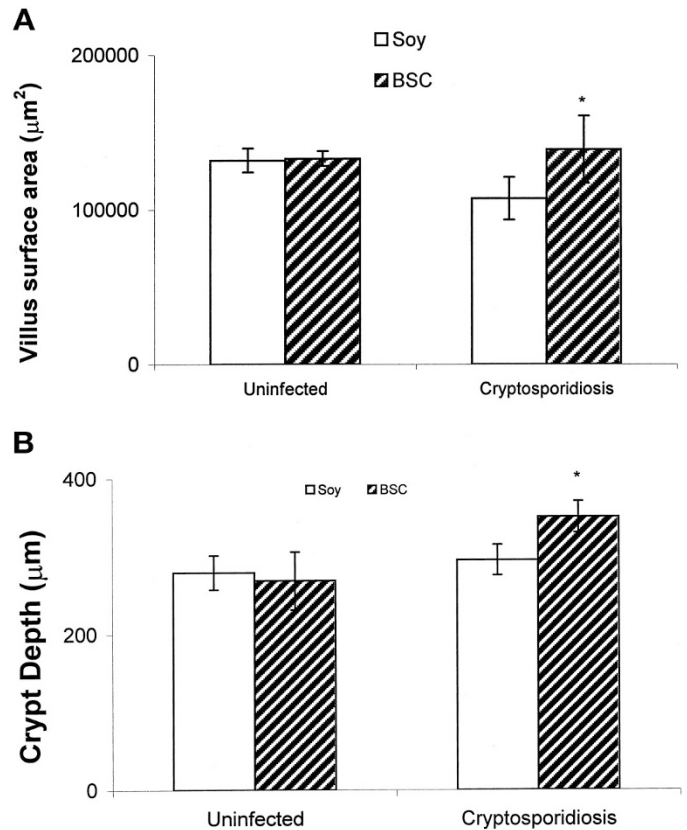 A
Villus surface area (μm²)
200000
100000
0
Soy
BSC
*
Uninfected
Cryptosporidiosis
B
Crypt Depth (μm)
400
200
0
Soy
BSC
*
Uninfected
Cryptosporidiosis